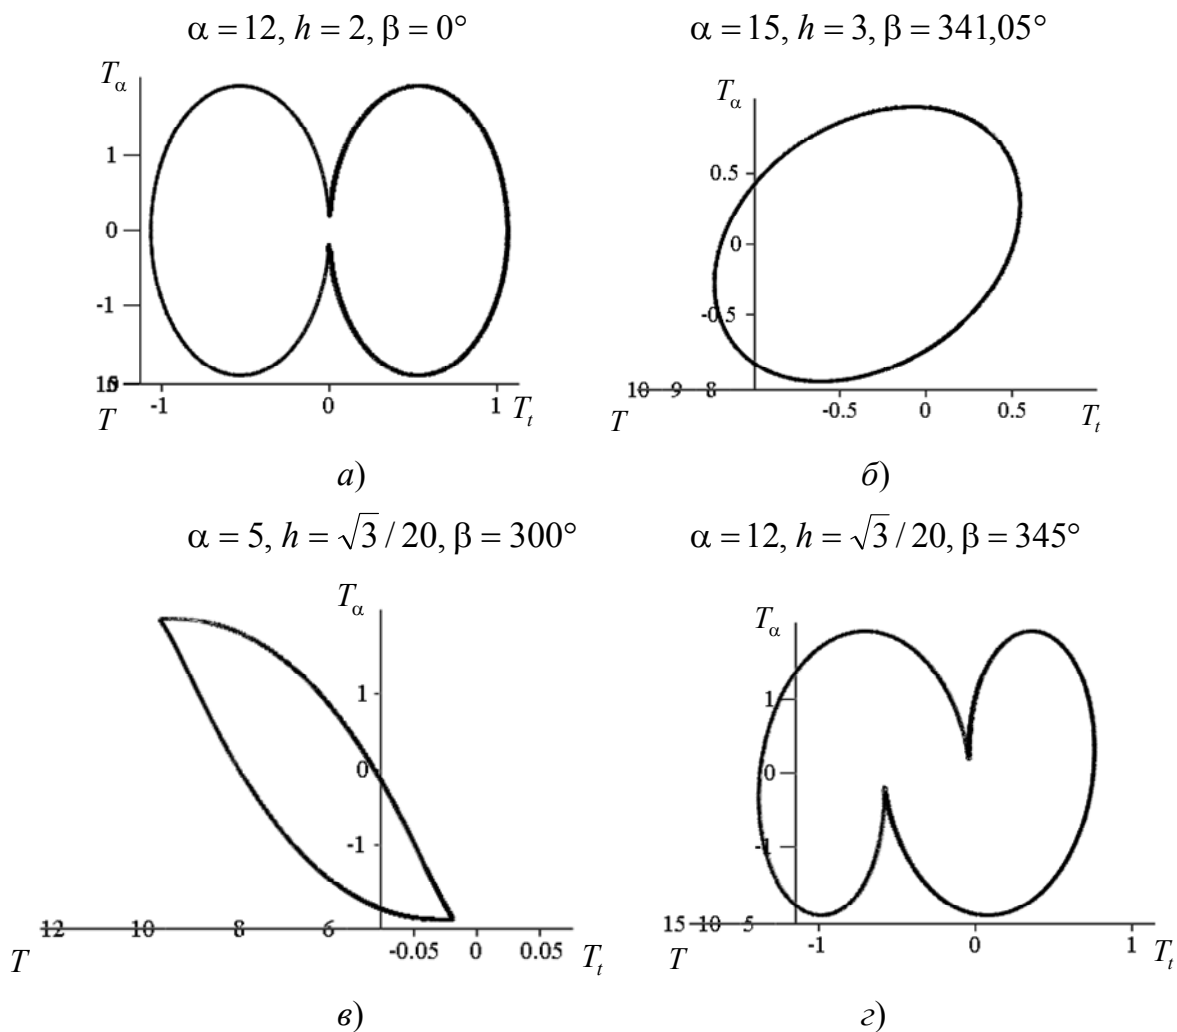 α = 12, h = 2, β = 0°
α = 15, h = 3, β = 341,05°
T_α
1
0
-1
-1 0 1
T T_t
а)
T_α
0.5
0
-0.5
10 9 8 -0.5 0 0.5
T T_t
б)
α = 5, h = √3 / 20, β = 300°
α = 12, h = √3 / 20, β = 345°
T_α
1
0
-1
12 10 8 6 -0.05 0 0.05
T T_t
в)
T_α
1
0
-1
15 10 5 -1 0 1
T T_t
г)